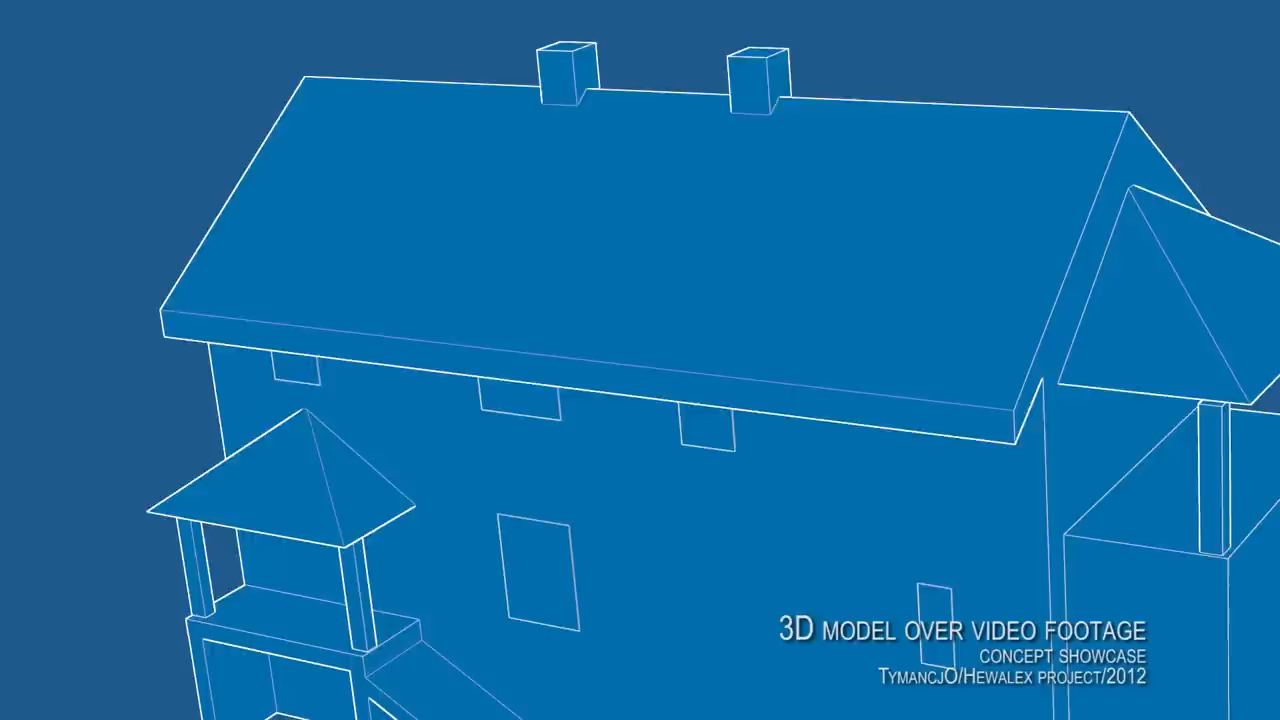 3D MODEL OVER VIDEO FOOTAGE
CONCEPT SHOWCASE
TYMANCJO/HEWALEX PROJECT/2012